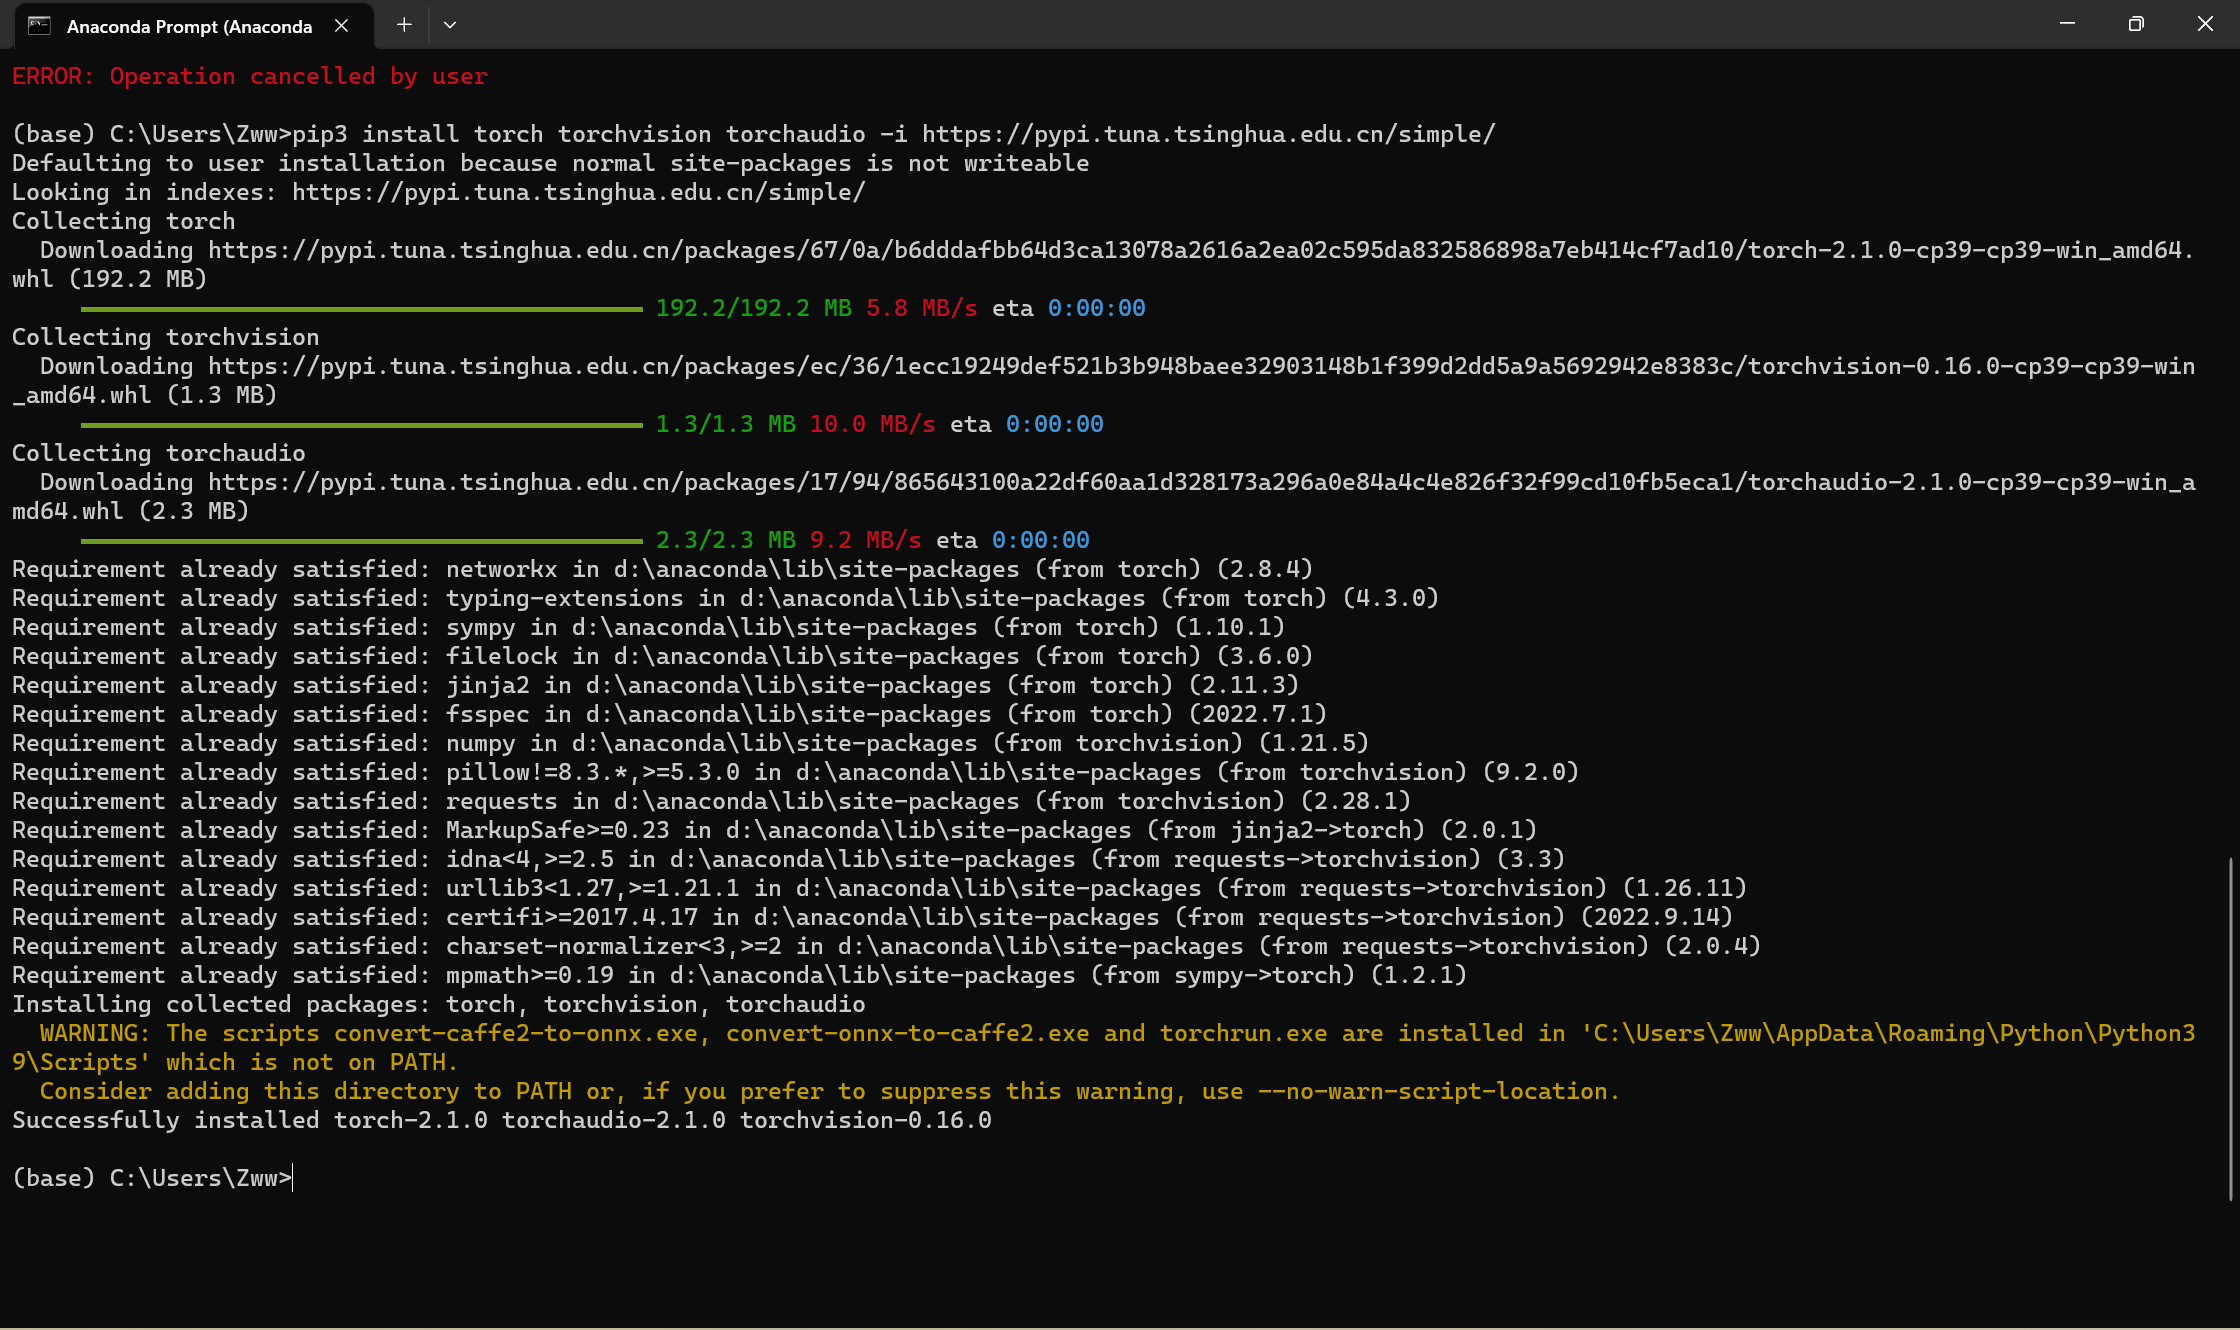 Anaconda Prompt (Anaconda
ERROR: Operation cancelled by user
(base) C:\Users\Zww>pip3 install torch torchvision torchaudio -i https://pypi.tuna.tsinghua.edu.cn/simple/
Defaulting to user installation because normal site-packages is not writeable
Looking in indexes: https://pypi.tuna.tsinghua.edu.cn/simple/
Collecting torch
  Downloading https://pypi.tuna.tsinghua.edu.cn/packages/67/0a/b6dddafbb64d3ca13078a2616a2ea02c595da832586898a7eb414cf7ad10/torch-2.1.0-cp39-cp39-win_amd64.
whl (192.2 MB)
192.2/192.2 MB 5.8 MB/s eta 0:00:00
Collecting torchvision
  Downloading https://pypi.tuna.tsinghua.edu.cn/packages/ec/36/1ecc19249def521b3b948baee32903148b1f399d2dd5a9a5692942e8383c/torchvision-0.16.0-cp39-cp39-win
_amd64.whl (1.3 MB)
1.3/1.3 MB 10.0 MB/s eta 0:00:00
Collecting torchaudio
  Downloading https://pypi.tuna.tsinghua.edu.cn/packages/17/94/865643100a22df60aa1d328173a296a0e84a4c4e826f32f99cd10fb5eca1/torchaudio-2.1.0-cp39-cp39-win_a
md64.whl (2.3 MB)
2.3/2.3 MB 9.2 MB/s eta 0:00:00
Requirement already satisfied: networkx in d:\anaconda\lib\site-packages (from torch) (2.8.4)
Requirement already satisfied: typing-extensions in d:\anaconda\lib\site-packages (from torch) (4.3.0)
Requirement already satisfied: sympy in d:\anaconda\lib\site-packages (from torch) (1.10.1)
Requirement already satisfied: filelock in d:\anaconda\lib\site-packages (from torch) (3.6.0)
Requirement already satisfied: jinja2 in d:\anaconda\lib\site-packages (from torch) (2.11.3)
Requirement already satisfied: fsspec in d:\anaconda\lib\site-packages (from torch) (2022.7.1)
Requirement already satisfied: numpy in d:\anaconda\lib\site-packages (from torchvision) (1.21.5)
Requirement already satisfied: pillow!=8.3.*,>=5.3.0 in d:\anaconda\lib\site-packages (from torchvision) (9.2.0)
Requirement already satisfied: requests in d:\anaconda\lib\site-packages (from torchvision) (2.28.1)
Requirement already satisfied: MarkupSafe>=0.23 in d:\anaconda\lib\site-packages (from jinja2->torch) (2.0.1)
Requirement already satisfied: idna<4,>=2.5 in d:\anaconda\lib\site-packages (from requests->torchvision) (3.3)
Requirement already satisfied: urllib3<1.27,>=1.21.1 in d:\anaconda\lib\site-packages (from requests->torchvision) (1.26.11)
Requirement already satisfied: certifi>=2017.4.17 in d:\anaconda\lib\site-packages (from requests->torchvision) (2022.9.14)
Requirement already satisfied: charset-normalizer<3,>=2 in d:\anaconda\lib\site-packages (from requests->torchvision) (2.0.4)
Requirement already satisfied: mpmath>=0.19 in d:\anaconda\lib\site-packages (from sympy->torch) (1.2.1)
Installing collected packages: torch, torchvision, torchaudio
  WARNING: The scripts convert-caffe2-to-onnx.exe, convert-onnx-to-caffe2.exe and torchrun.exe are installed in 'C:\Users\Zww\AppData\Roaming\Python\Python3
9\Scripts' which is not on PATH.
  Consider adding this directory to PATH or, if you prefer to suppress this warning, use --no-warn-script-location.
Successfully installed torch-2.1.0 torchaudio-2.1.0 torchvision-0.16.0
(base) C:\Users\Zww>